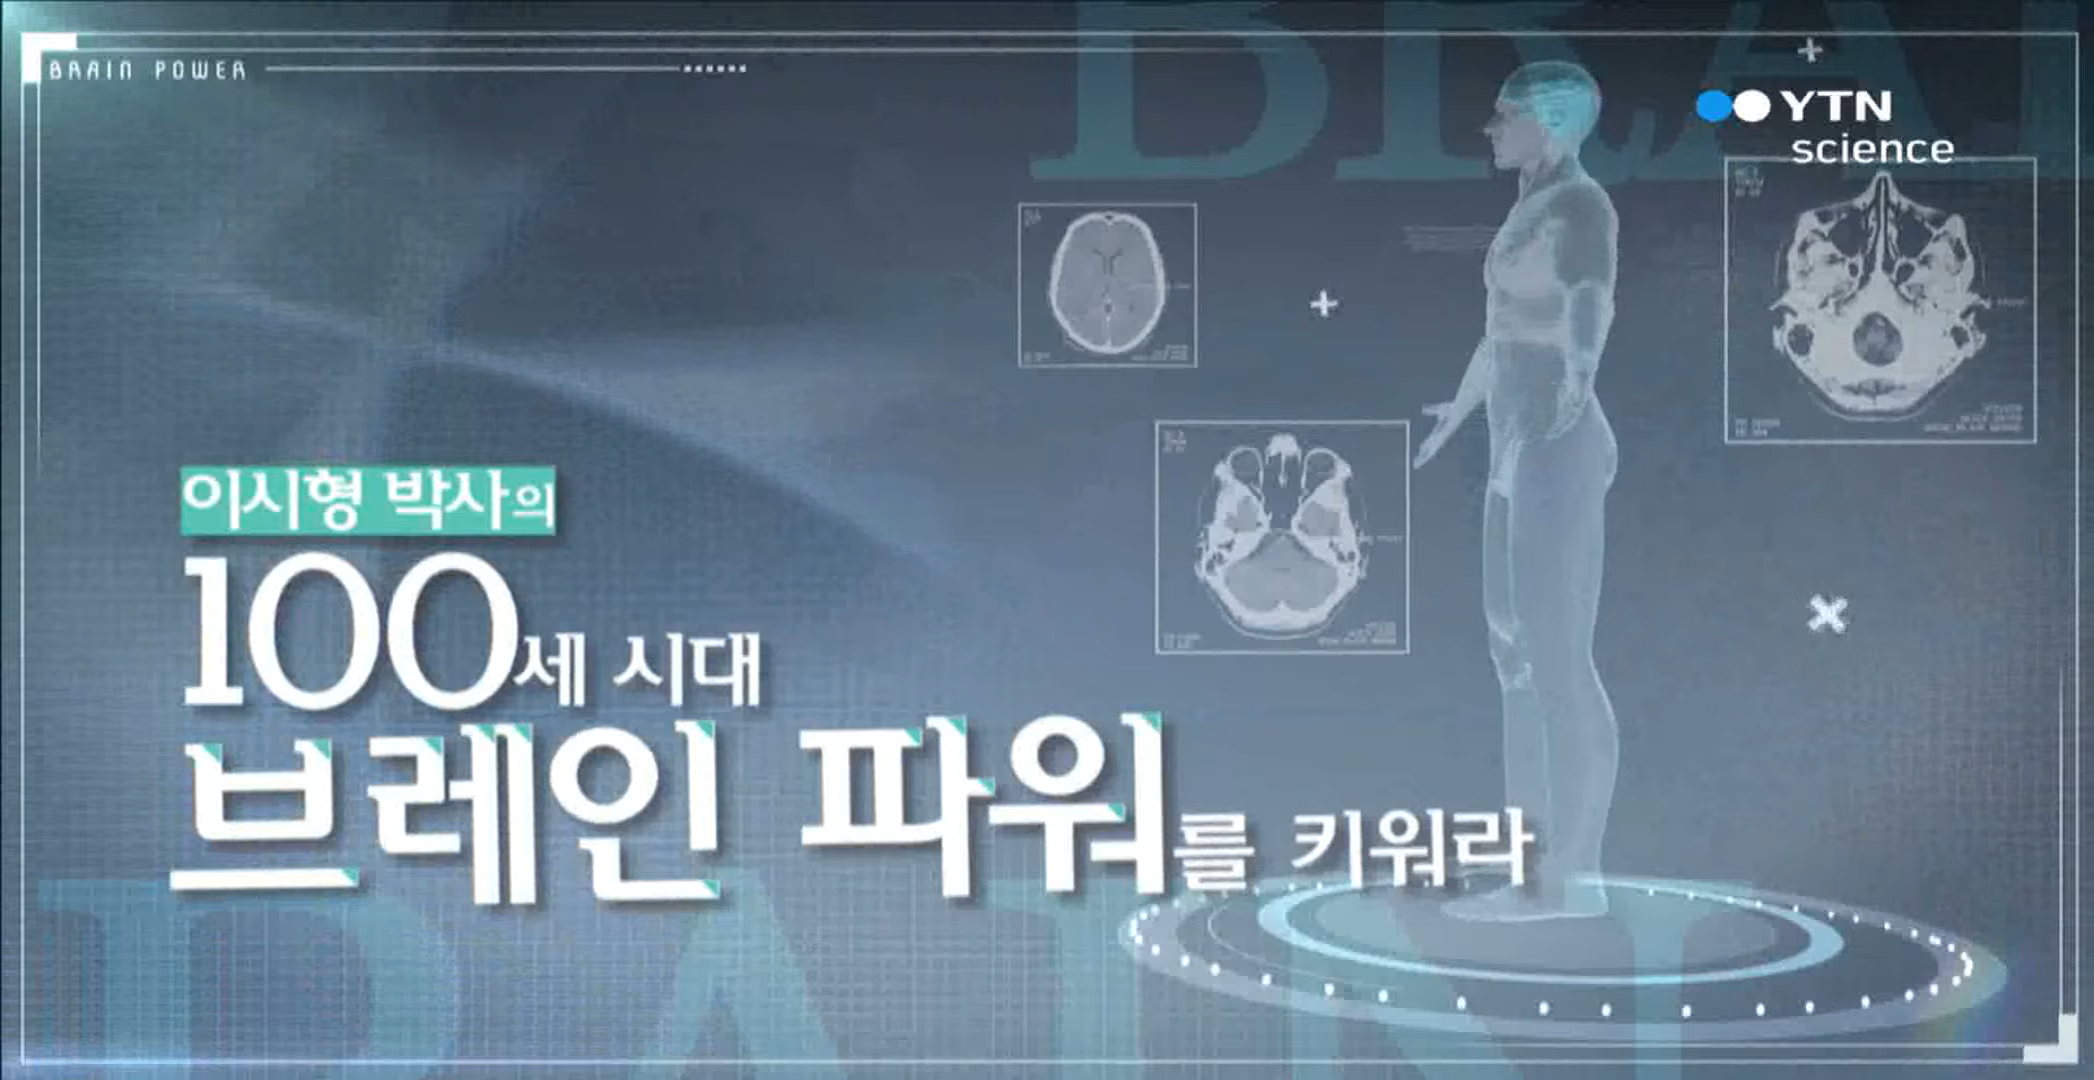 BRAIN POWER
BRAI
YTN
science
이시형 박사의
100세 시대
브레인 파워를 키워라